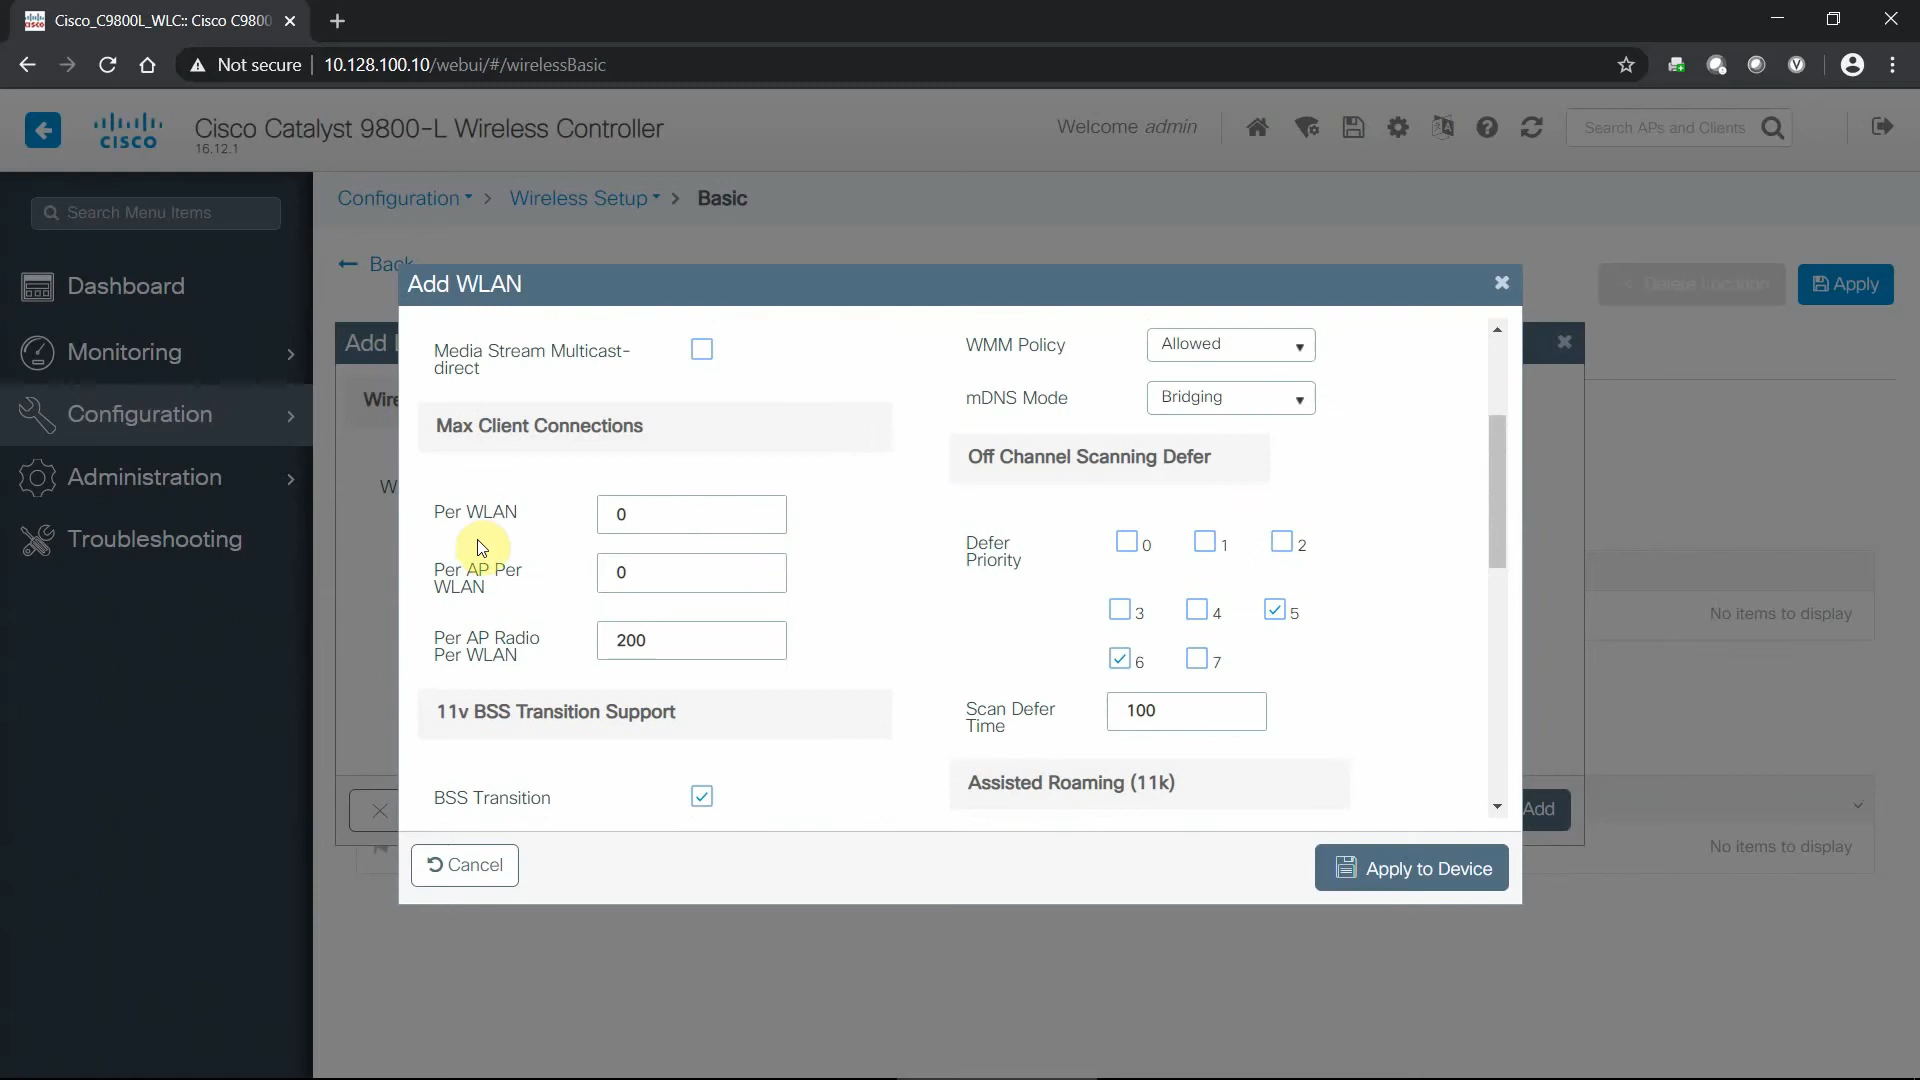 Cisco_C9800L_WLC:: Cisco C9800
Not secure
10.128.100.10/webui/#/wirelessBasic
CISCO
Cisco Catalyst 9800-L Wireless Controller
16.12.1
Welcome admin
Search APs and Clients
Search Menu Items
Configuration > Wireless Setup > Basic
Dashboard
Monitoring
Configuration
Administration
Troubleshooting
Back
Delete Location
Apply
Add
Wire
W
Add WLAN
Media Stream Multicast-
direct
Max Client Connections
Per WLAN
0
Per AP Per
WLAN
0
Per AP Radio
Per WLAN
200
11v BSS Transition Support
BSS Transition
WMM Policy
Allowed
mDNS Mode
Bridging
Off Channel Scanning Defer
Defer
Priority
0
1
2
3
4
5
6
7
Scan Defer
Time
100
Assisted Roaming (11k)
Cancel
Apply to Device
No items to display
Add
No items to display